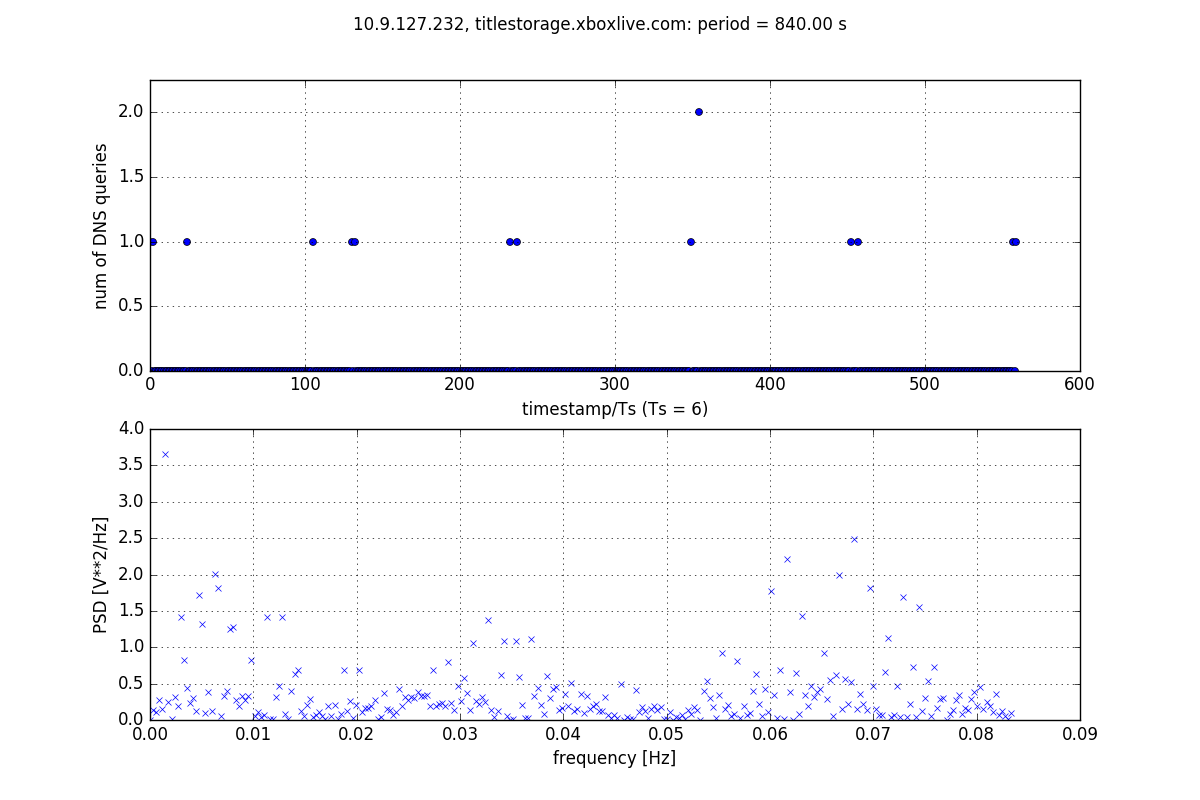 10.9.127.232, titlestorage.xboxlive.com: period = 840.00 s
2.0
1.5
1.0
0.5
0.0
num of DNS queries
0 100 200 300 400 500 600
timestamp/Ts (Ts = 6)
4.0
3.5
3.0
2.5
2.0
1.5
1.0
0.5
0.0
PSD [V**2/Hz]
0.00 0.01 0.02 0.03 0.04 0.05 0.06 0.07 0.08 0.09
frequency [Hz]